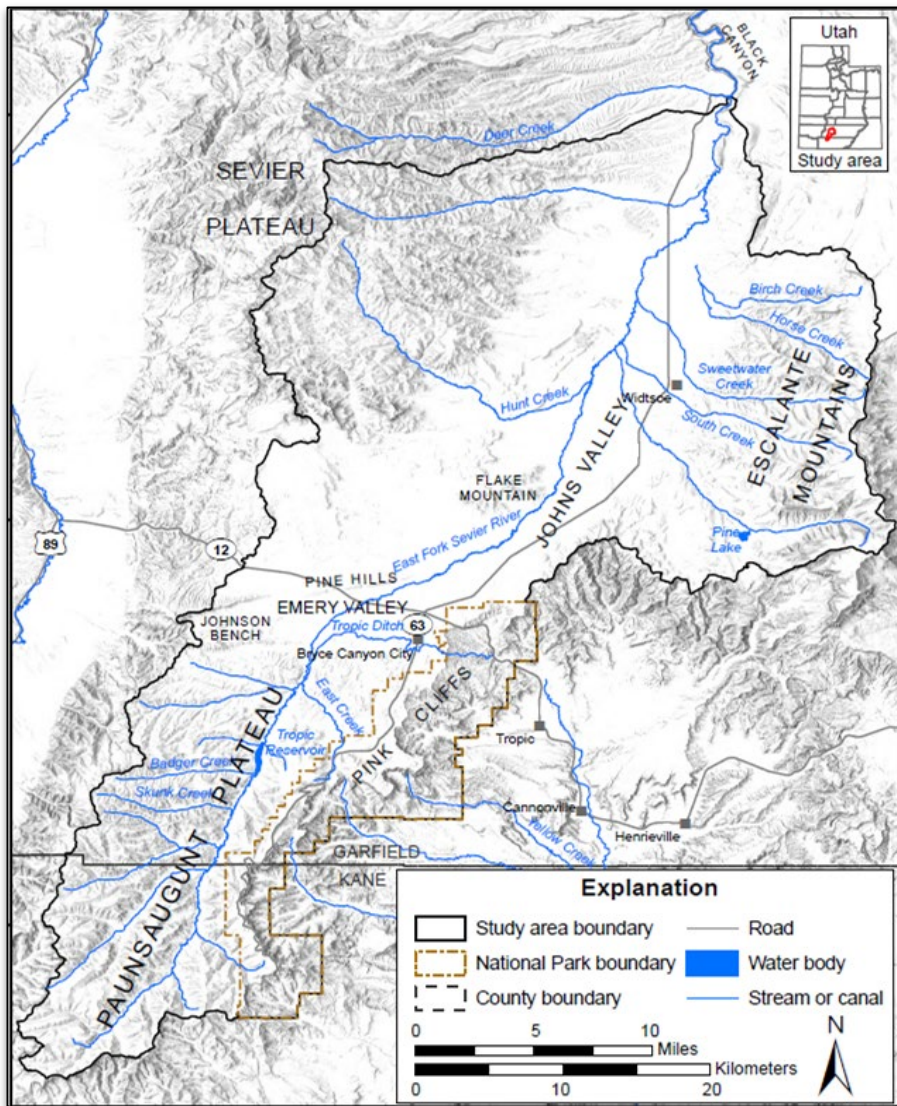 BLACK
CANYON
Utah
Study area
Deer Creek
SEVIER
PLATEAU
Birch Creek
Horse Creek
Sweetwater
Creek
Widtsoe
Hunt Creek
South Creek
JOHNS VALLEY
ESCALANTE
MOUNTAINS
FLAKE
MOUNTAIN
Pine
Lake
East Fork Sevier River
89
12
PINE HILLS
EMERY VALLEY
JOHNSON
BENCH
Tropic Ditch
63
Bryce Canyon City
East Creek
PINK CLIFFS
Tropic
Tropic
Reservoir
Badger Creek
Skunk Creek
PAUNSAUGUNT PLATEAU
Cannonville
Yellow Creek
Henrieville
GARFIELD
KANE
Explanation
Study area boundary
Road
National Park boundary
Water body
County boundary
Stream or canal
0 5 10
Miles
Kilometers
0 10 20
N